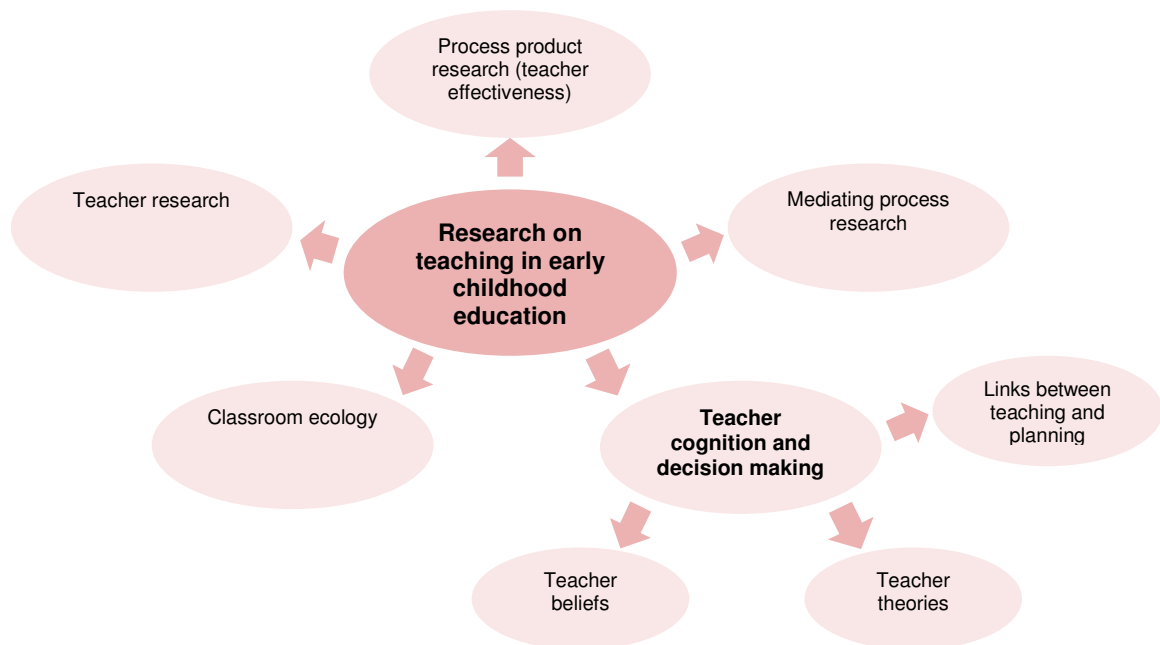 Process product
research (teacher
effectiveness)
Teacher research
Mediating process
research
Research on
teaching in early
childhood
education
Classroom ecology
Teacher
cognition and
decision making
Links between
teaching and
planning
Teacher
beliefs
Teacher
theories